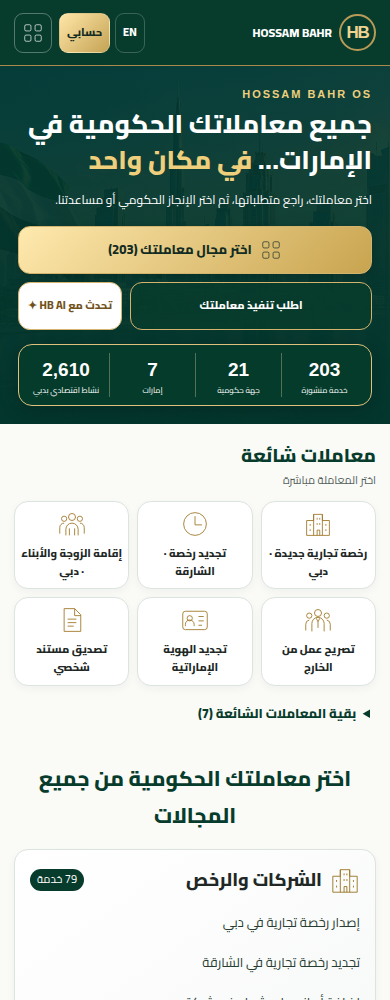 HB
HOSSAM BAHR
EN
حسابي
HOSSAM BAHR OS
جميع معاملاتك الحكومية في
الإمارات... في مكان واحد
اختر معاملتك، راجع متطلباتها، ثم اختر الإنجاز الحكومي أو مساعدتنا.
اختر مجال معاملتك (203)
اطلب تنفيذ معاملتك
تحدث مع HB AI ✦
203
خدمة منشورة
21
جهة حكومية
7
إمارات
2,610
نشاط اقتصادي بدبي
معاملات شائعة
اختر المعاملة مباشرة
رخصة تجارية جديدة ·
دبي
تجديد رخصة ·
الشارقة
إقامة الزوجة والأبناء
· دبي
تصريح عمل من
الخارج
تجديد الهوية
الإماراتية
تصديق مستند
شخصي
◀ بقية المعاملات الشائعة (7)
اختر معاملتك الحكومية من جميع
المجالات
الشركات والرخص
79 خدمة
إصدار رخصة تجارية في دبي
تجديد رخصة تجارية في الشارقة